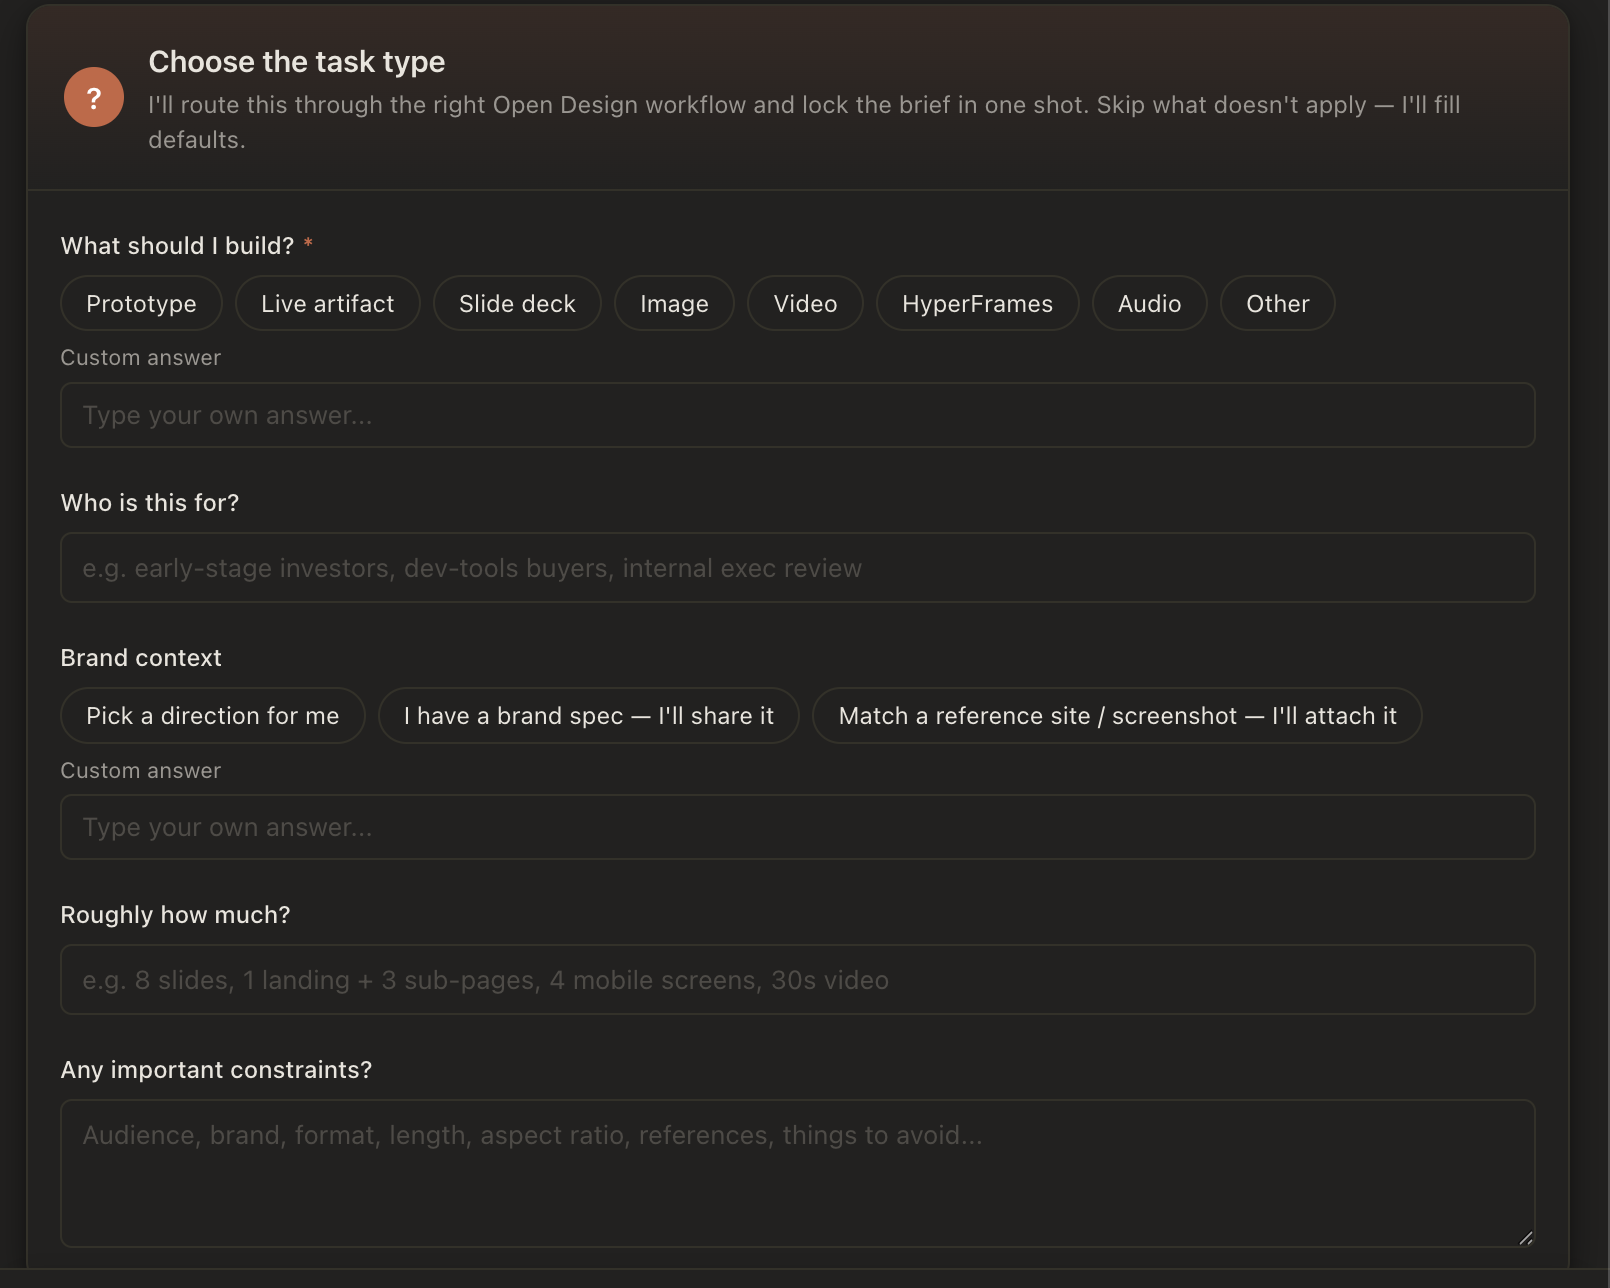 ?
Choose the task type
I'll route this through the right Open Design workflow and lock the brief in one shot. Skip what doesn't apply — I'll fill
defaults.
What should I build? *
Prototype Live artifact Slide deck Image Video HyperFrames Audio Other
Custom answer
Type your own answer...
Who is this for?
e.g. early-stage investors, dev-tools buyers, internal exec review
Brand context
Pick a direction for me I have a brand spec — I'll share it Match a reference site / screenshot — I'll attach it
Custom answer
Type your own answer...
Roughly how much?
e.g. 8 slides, 1 landing + 3 sub-pages, 4 mobile screens, 30s video
Any important constraints?
Audience, brand, format, length, aspect ratio, references, things to avoid...